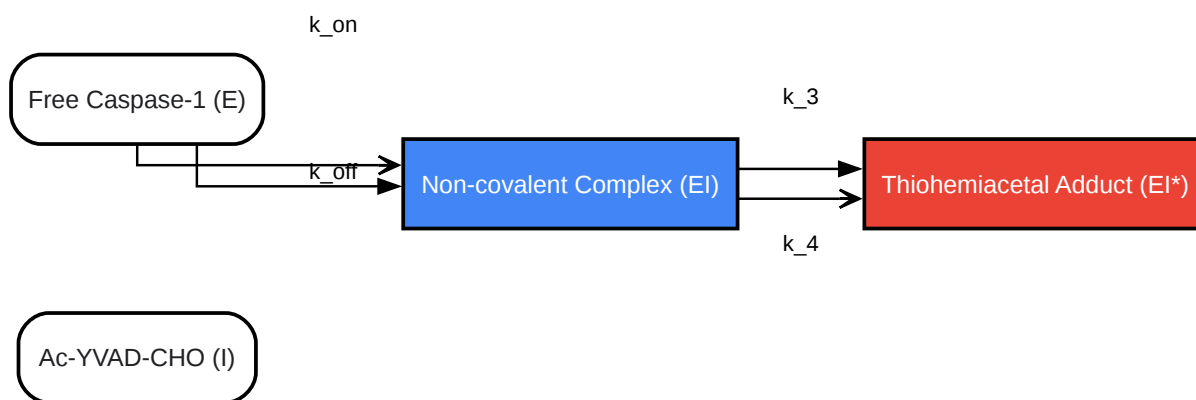 k_on
Free Caspase-1 (E)
k_off
Non-covalent Complex (EI)
k_3
k_4
Thiohemiacetal Adduct (EI*)
Ac-YVAD-CHO (I)